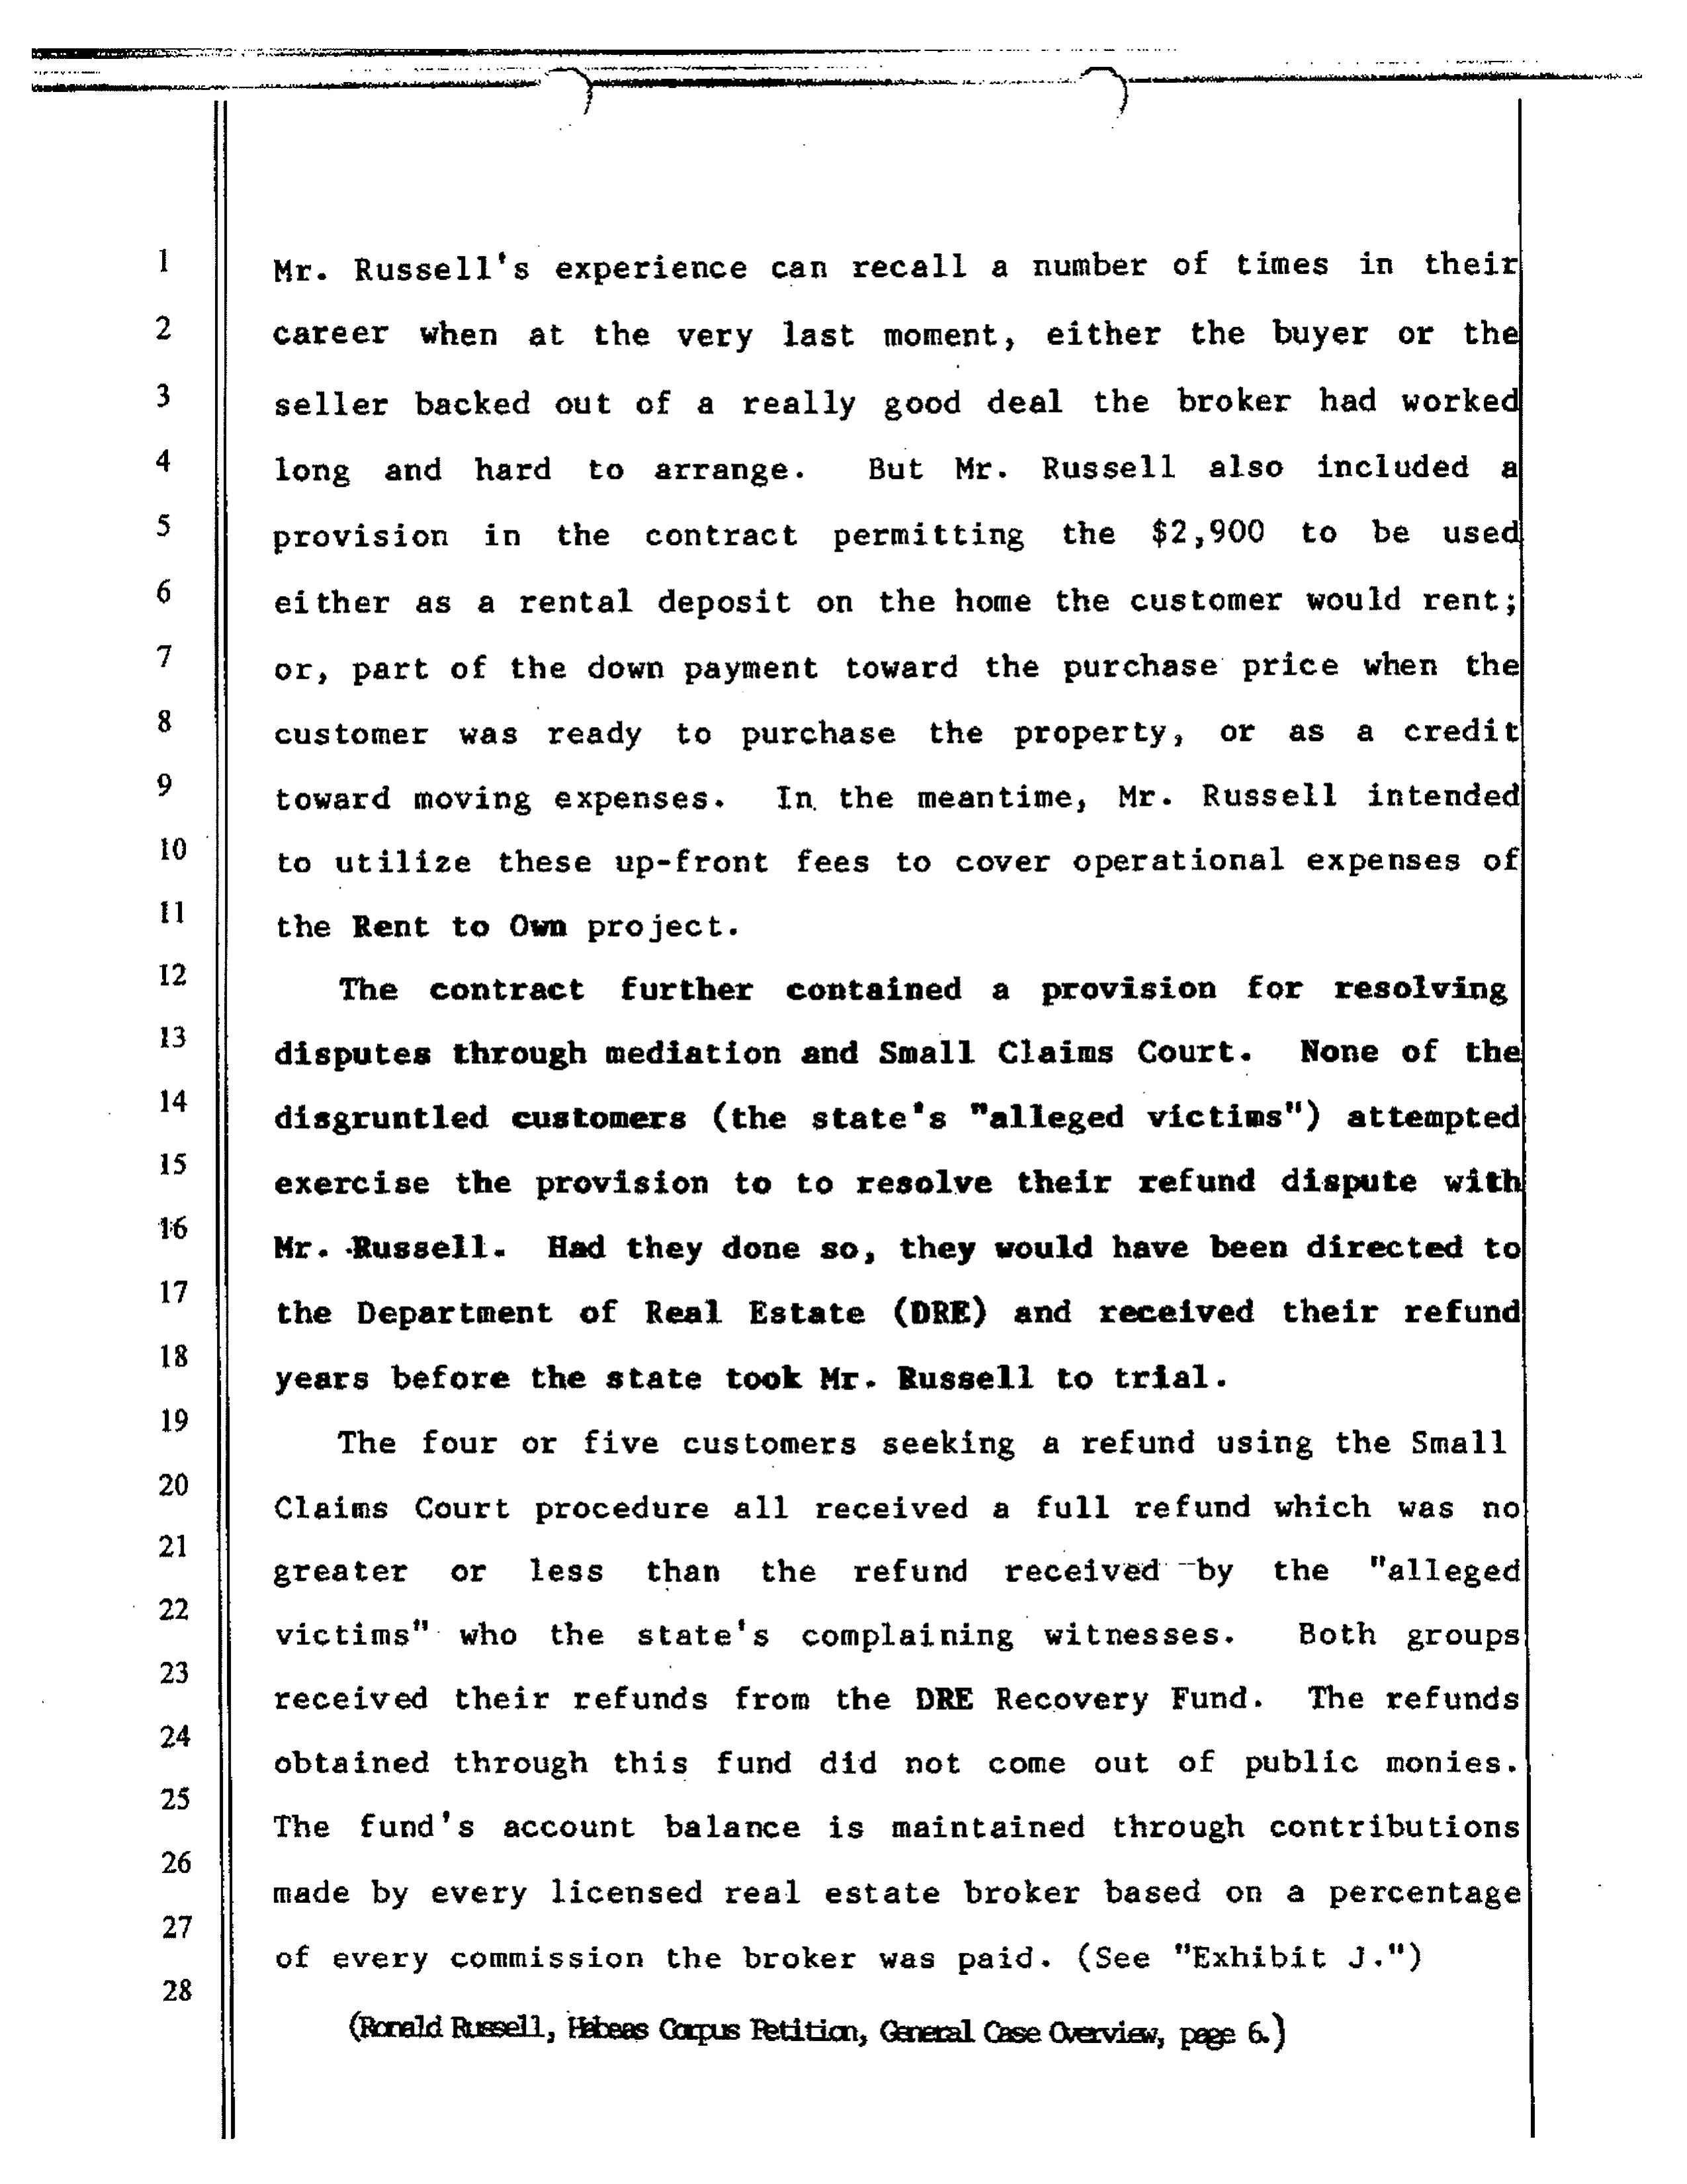 1 Mr. Russell's experience can recall a number of times in their
2 career when at the very last moment, either the buyer or the
3 seller backed out of a really good deal the broker had worked
4 long and hard to arrange. But Mr. Russell also included a
5 provision in the contract permitting the $2,900 to be used
6 either as a rental deposit on the home the customer would rent;
7 or, part of the down payment toward the purchase price when the
8 customer was ready to purchase the property, or as a credit
9 toward moving expenses. In the meantime, Mr. Russell intended
10 to utilize these up-front fees to cover operational expenses of
11 the Rent to Own project.
12 The contract further contained a provision for resolving
13 disputes through mediation and Small Claims Court. None of the
14 disgruntled customers (the state's "alleged victims") attempted
15 exercise the provision to to resolve their refund dispute with
16 Mr. Russell. Had they done so, they would have been directed to
17 the Department of Real Estate (DRE) and received their refund
18 years before the state took Mr. Russell to trial.
19 The four or five customers seeking a refund using the Small
20 Claims Court procedure all received a full refund which was no
21 greater or less than the refund received by the "alleged
22 victims" who the state's complaining witnesses. Both groups
23 received their refunds from the DRE Recovery Fund. The refunds
24 obtained through this fund did not come out of public monies.
25 The fund's account balance is maintained through contributions
26 made by every licensed real estate broker based on a percentage
27 of every commission the broker was paid. (See "Exhibit J.")
28
(Ronald Russell, Habeas Corpus Petition, General Case Overview, page 6.)